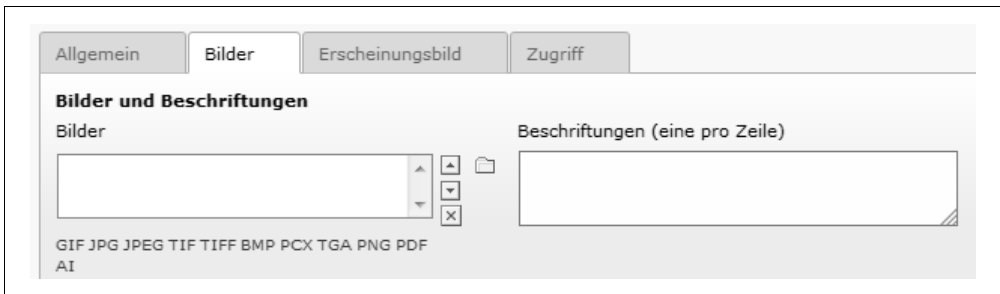 Allgemein Bilder Erscheinungsbild Zugriff
Bilder und Beschriftungen
Bilder Beschriftungen (eine pro Zeile)
GIF JPG JPEG TIF TIFF BMP PCX TGA PNG PDF
AI